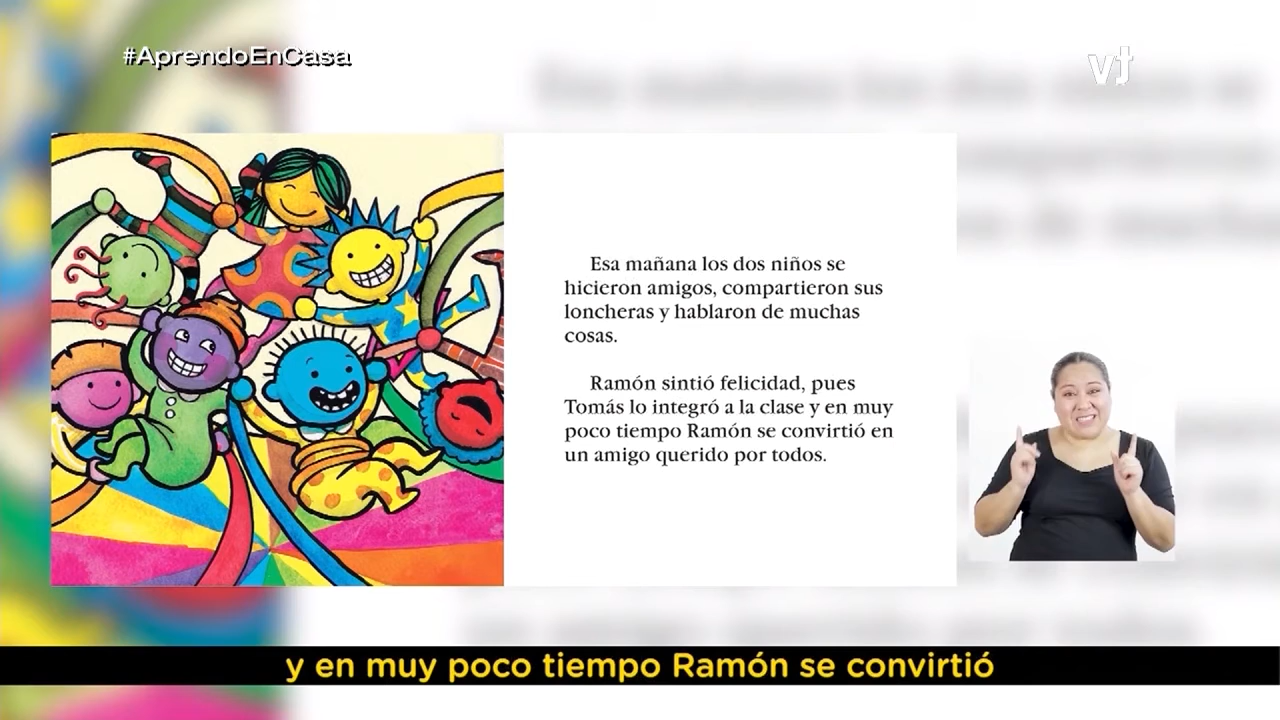 #AprendoEnCasa
vt
Esa mañana los dos niños se
hicieron amigos, compartieron sus
loncheras y hablaron de muchas
cosas.
Ramón sintió felicidad, pues
Tomás lo integró a la clase y en muy
poco tiempo Ramón se convirtió en
un amigo querido por todos.
y en muy poco tiempo Ramón se convirtió